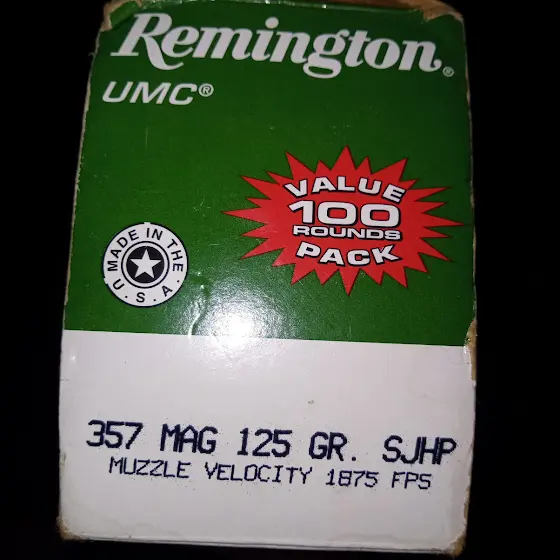 Remington®
UMC®
VALUE
100
ROUNDS
PACK
MADE IN THE
U.S.A.
357 MAG 125 GR. SJHP
MUZZLE VELOCITY 1875 FPS